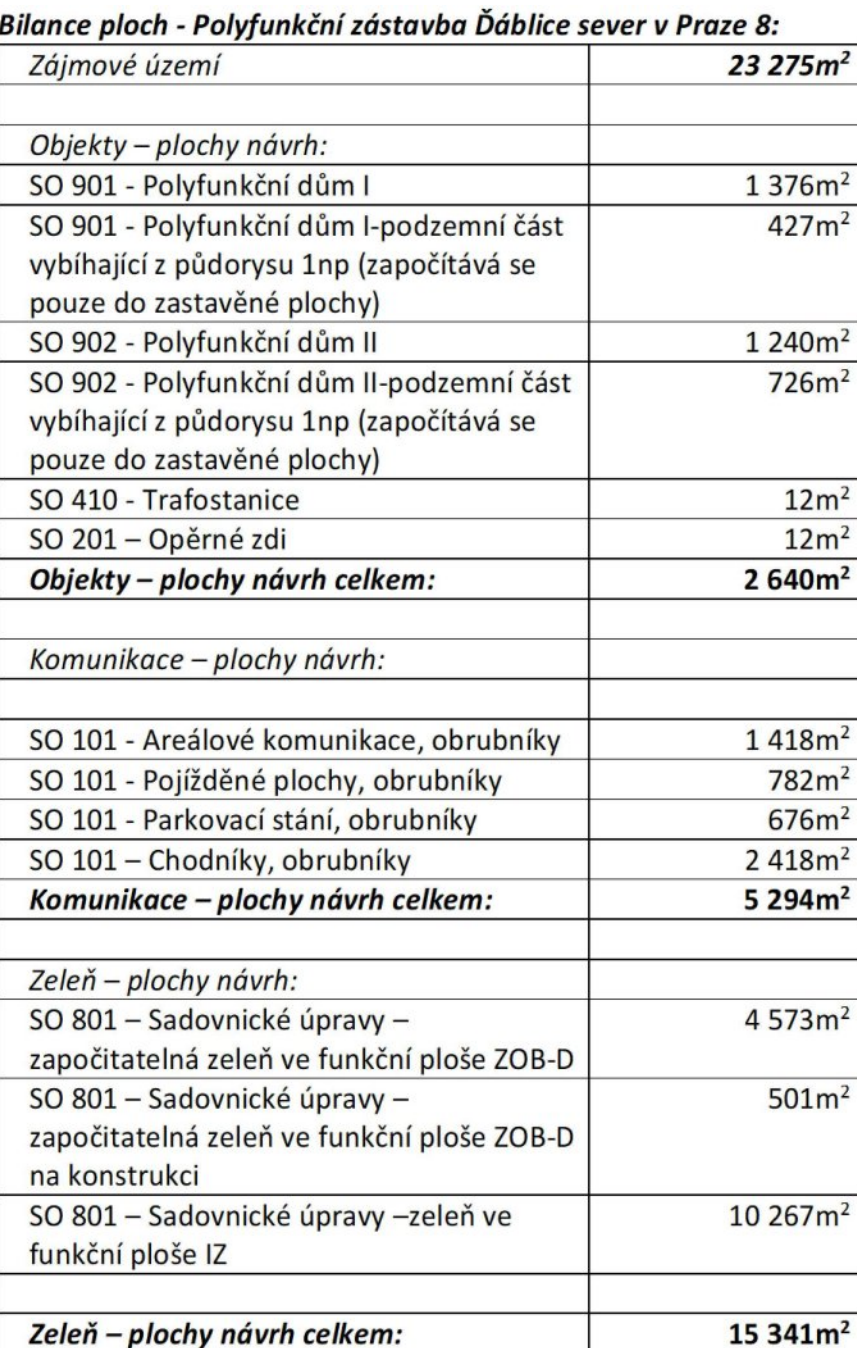 Bilance ploch - Polyfunkční zástavba Ďáblice sever v Praze 8:
Zájmové území 23 275m²
Objekty – plochy návrh:
SO 901 - Polyfunkční dům I 1 376m²
SO 901 - Polyfunkční dům I-podzemní část 427m²
vybíhající z půdorysu 1np (započítává se
pouze do zastavěné plochy)
SO 902 - Polyfunkční dům II 1 240m²
SO 902 - Polyfunkční dům II-podzemní část 726m²
vybíhající z půdorysu 1np (započítává se
pouze do zastavěné plochy)
SO 410 - Trafostanice 12m²
SO 201 – Opěrné zdi 12m²
Objekty – plochy návrh celkem: 2 640m²
Komunikace – plochy návrh:
SO 101 - Areálové komunikace, obrubníky 1 418m²
SO 101 - Pojížděné plochy, obrubníky 782m²
SO 101 - Parkovací stání, obrubníky 676m²
SO 101 – Chodníky, obrubníky 2 418m²
Komunikace – plochy návrh celkem: 5 294m²
Zeleň – plochy návrh:
SO 801 – Sadovnické úpravy – 4 573m²
započitatelná zeleň ve funkční ploše ZOB-D
SO 801 – Sadovnické úpravy – 501m²
započitatelná zeleň ve funkční ploše ZOB-D
na konstrukci
SO 801 – Sadovnické úpravy –zeleň ve 10 267m²
funkční ploše IZ
Zeleň – plochy návrh celkem: 15 341m²